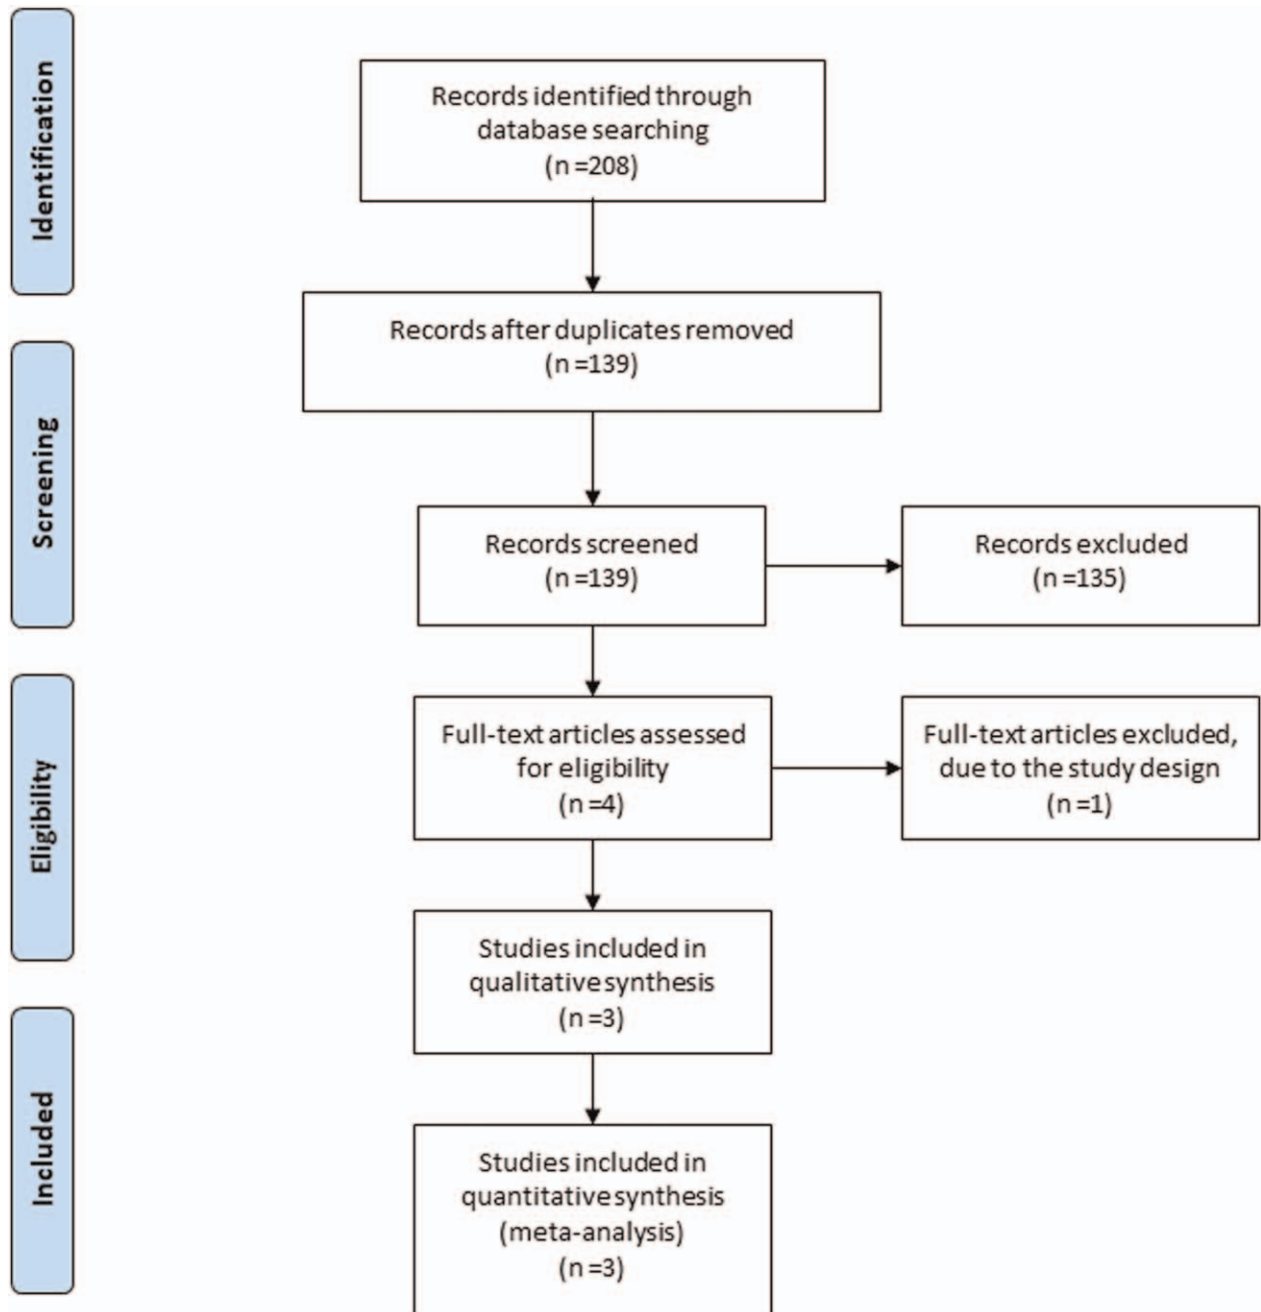 Identification
Records identified through
database searching
(n =208)
Records after duplicates removed
(n =139)
Screening
Records screened
(n =139)
Records excluded
(n =135)
Eligibility
Full-text articles assessed
for eligibility
(n =4)
Full-text articles excluded,
due to the study design
(n =1)
Studies included in
qualitative synthesis
(n =3)
Included
Studies included in
quantitative synthesis
(meta-analysis)
(n =3)